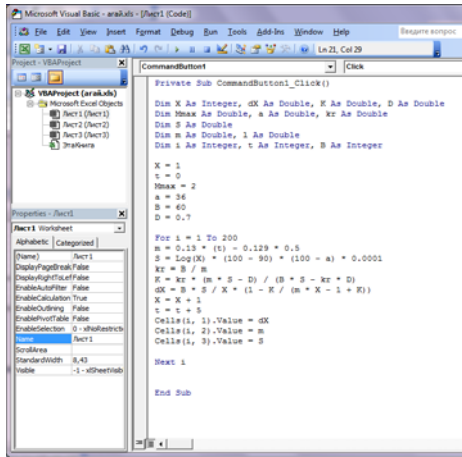 Microsoft Visual Basic - arail.xls - [Лист1 (Code)]
File Edit View Insert Format Debug Run Tools Add-Ins Window Help
Введите вопрос
Ln 21, Col 29
Project - VBAProject
CommandButton1
Click
VBAProject (arail.xls)
Microsoft Excel Objects
Лист1 (Лист1)
Лист2 (Лист2)
Лист3 (Лист3)
ЭтаКнига
Properties - Лист1
Лист1 Worksheet
Alphabetic Categorized
(Name) Лист1
DisplayPageBreak False
DisplayRightToLef False
EnableAutoFilter False
EnableCalculation True
EnableOutlining False
EnablePivotTable False
EnableSelection 0 - xlNoRestrictio
Name Лист1
ScrollArea
StandardWidth 8,43
Visible -1 - xlSheetVisib
Private Sub CommandButton1_Click()
Dim X As Integer, dX As Double, K As Double, D As Double
Dim Mmax As Double, a As Double, kr As Double
Dim S As Double
Dim m As Double, l As Double
Dim i As Integer, t As Integer, B As Integer
X = 1
t = 0
Mmax = 2
a = 36
B = 60
D = 0.7
For i = 1 To 200
m = 0.13 * (t) - 0.129 * 0.5
S = Log(X) * (100 - 90) * (100 - a) * 0.0001
kr = B / m
K = kr * (m * S - D) / (B * S - kr * D)
dX = B * S / X * (1 - K / (m * X - 1 + K))
X = X + 1
t = t + 5
Cells(i, 1).Value = dX
Cells(i, 2).Value = m
Cells(i, 3).Value = S
Next i
End Sub